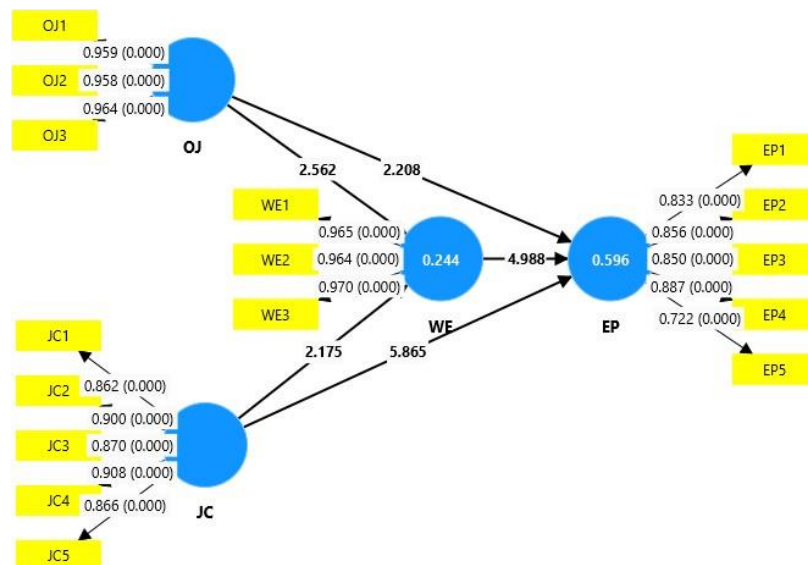 OJ1
0.959 (0.000)
OJ2
0.958 (0.000)
0.964 (0.000)
OJ3
OJ
2.562
2.208
EP1
0.833 (0.000)
WE1
EP2
0.965 (0.000)
0.856 (0.000)
WE2
0.964 (0.000)
0.244
4.988
0.596
0.850 (0.000)
EP3
0.970 (0.000)
0.887 (0.000)
WE3
EP4
0.722 (0.000)
WE
EP
JC1
2.175
5.865
EP5
0.862 (0.000)
JC2
0.900 (0.000)
JC3
0.870 (0.000)
0.908 (0.000)
JC4
0.866 (0.000)
JC
JC5